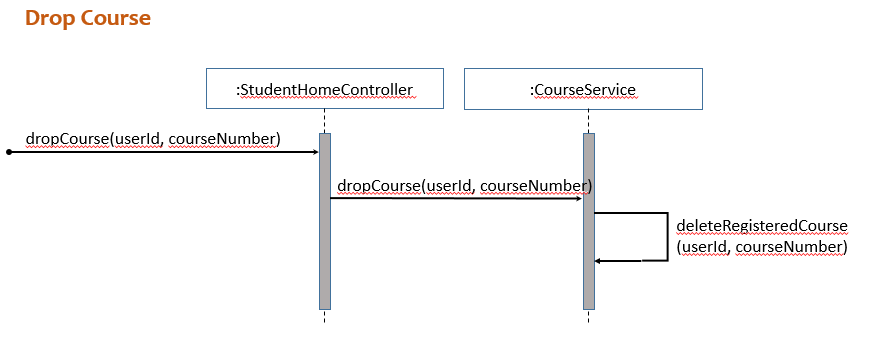 Drop Course
:StudentHomeController
:CourseService
dropCourse(userId, courseNumber)
dropCourse(userId, courseNumber)
deleteRegisteredCourse
(userId, courseNumber)